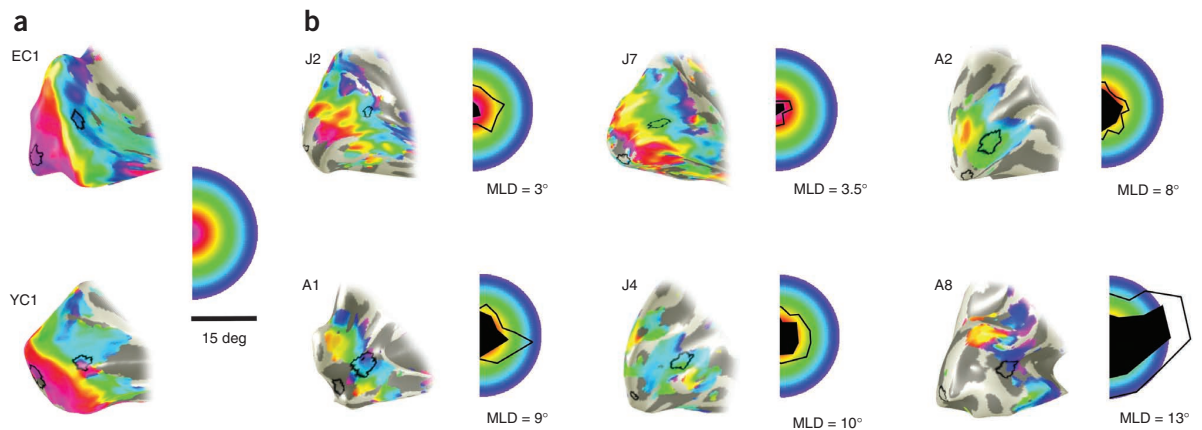 a
b
EC1
J2
J7
A2
MLD = 3°
MLD = 3.5°
MLD = 8°
YC1
15 deg
A1
J4
A8
MLD = 9°
MLD = 10°
MLD = 13°